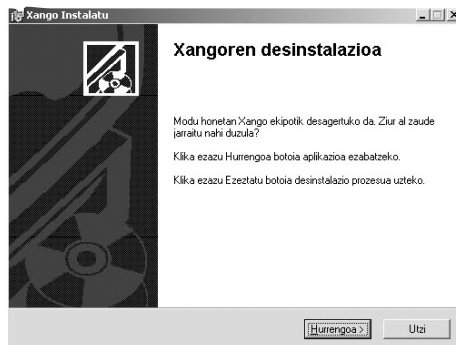 Xango Instalatu
Xangoren desinstalazioa
Modu honetan Xango ekipotik desagertuko da. Ziur al zaude
jarraitu nahi duzula?
Klika ezazu Hurrengoa botoia aplikazioa ezabatzeko.
Klika ezazu Ezeztatu botoia desinstalazio prozesua uzteko.
Hurrengoa >
Utzi